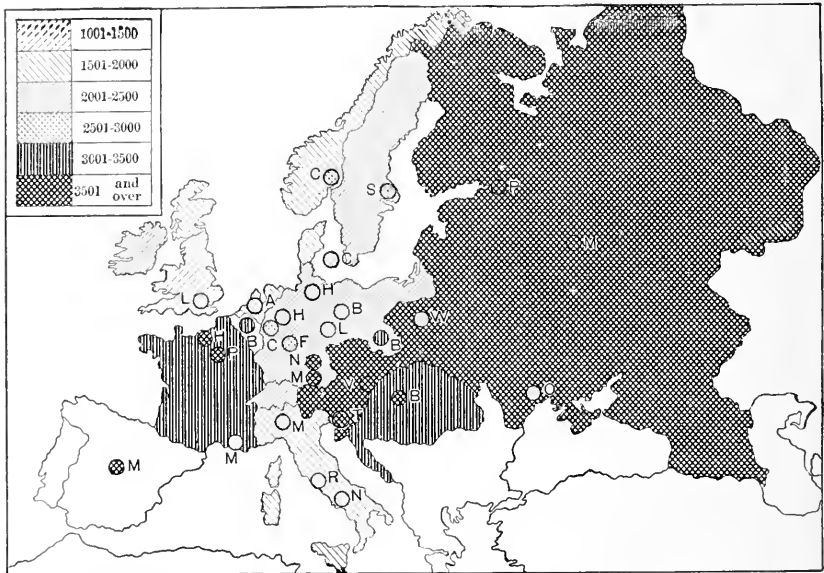 1001-1500
1501-2000
2001-2500
2501-3000
3001-3500
3501 and over
C
S
P
M
C
L
A
H
B
H
W
B
L
H
P
B
C
F
B
N
M
V
B
O
T
M
M
M
R
N